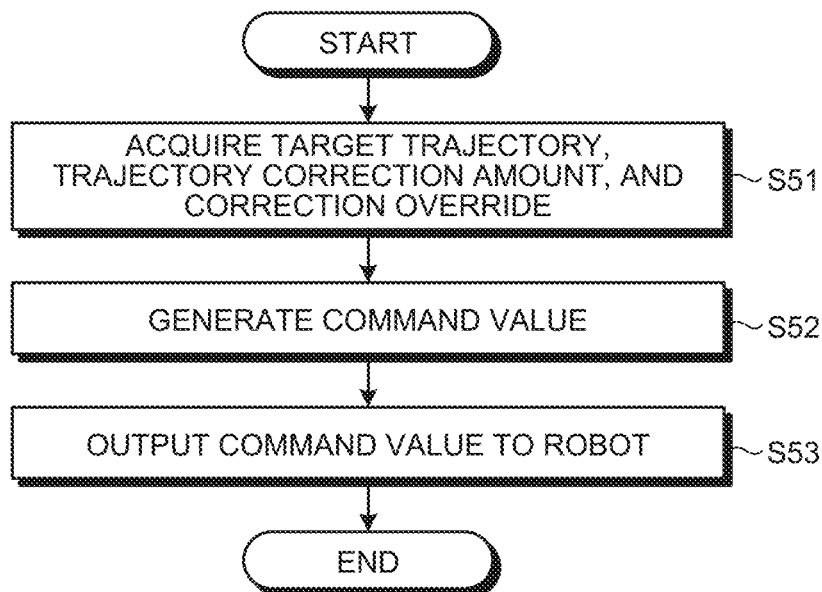 START
ACQUIRE TARGET TRAJECTORY,
TRAJECTORY CORRECTION AMOUNT, AND
CORRECTION OVERRIDE
S51
GENERATE COMMAND VALUE
S52
OUTPUT COMMAND VALUE TO ROBOT
S53
END